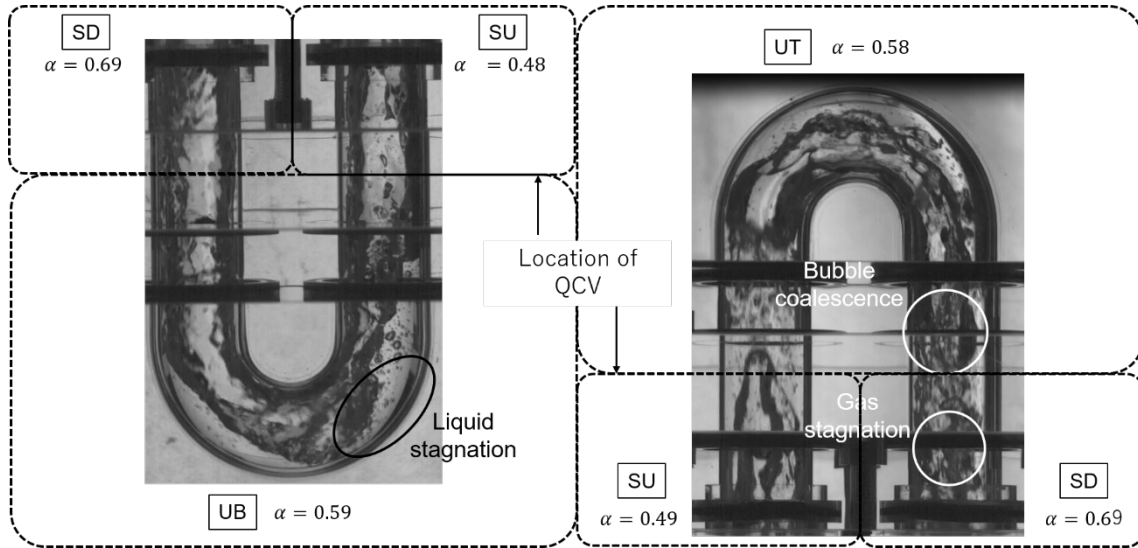 SD
α = 0.69
SU
α = 0.48
UT α = 0.58
Location of
QCV
Bubble
coalescence
Liquid
stagnation
Gas
stagnation
UB α = 0.59
SU
α = 0.49
SD
α = 0.69